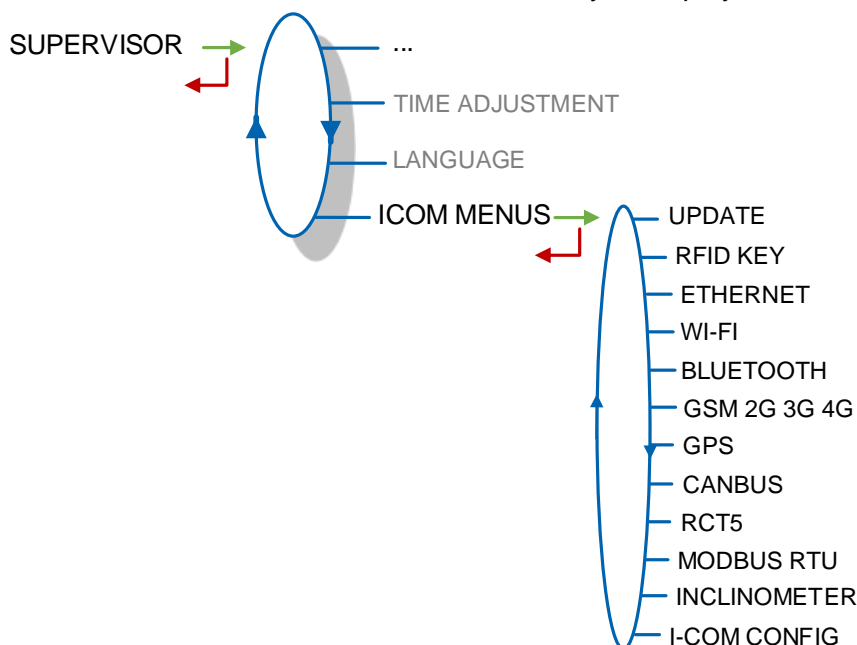 SUPERVISOR
...
TIME ADJUSTMENT
LANGUAGE
ICOM MENUS
UPDATE
RFID KEY
ETHERNET
WI-FI
BLUETOOTH
GSM 2G 3G 4G
GPS
CANBUS
RCT5
MODBUS RTU
INCLINOMETER
I-COM CONFIG